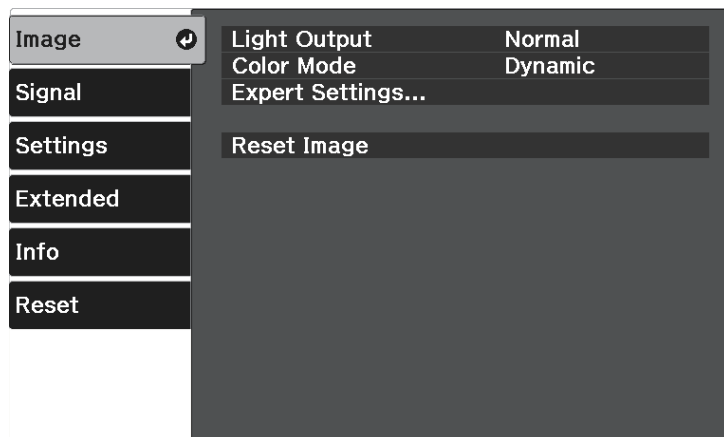 Image
Signal
Settings
Extended
Info
Reset
Light Output Normal
Color Mode Dynamic
Expert Settings...
Reset Image